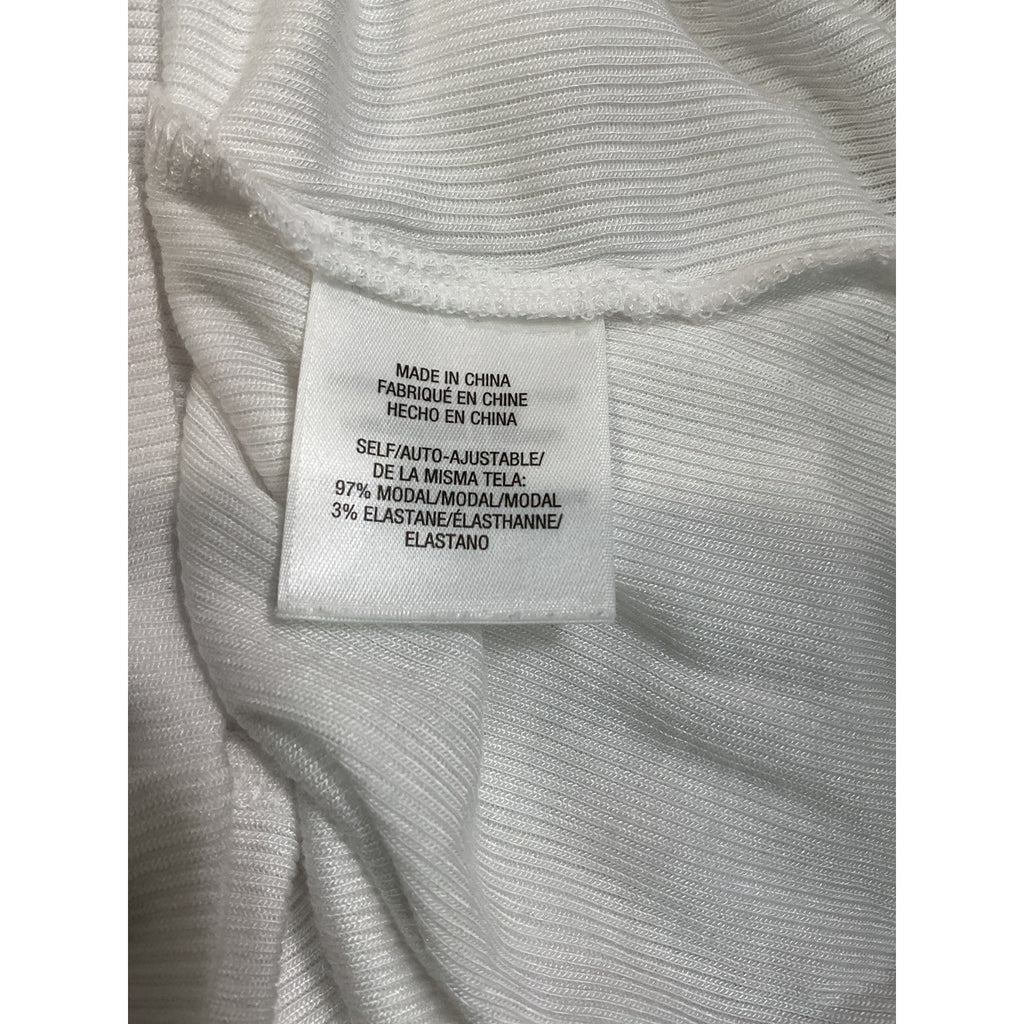 MADE IN CHINA
FABRIQUÉ EN CHINE
HECHO EN CHINA
SELF/AUTO-AJUSTABLE/
DE LA MISMA TELA:
97% MODAL/MODAL/MODAL
3% ELASTANE/ÉLASTHANNE/
ELASTANO